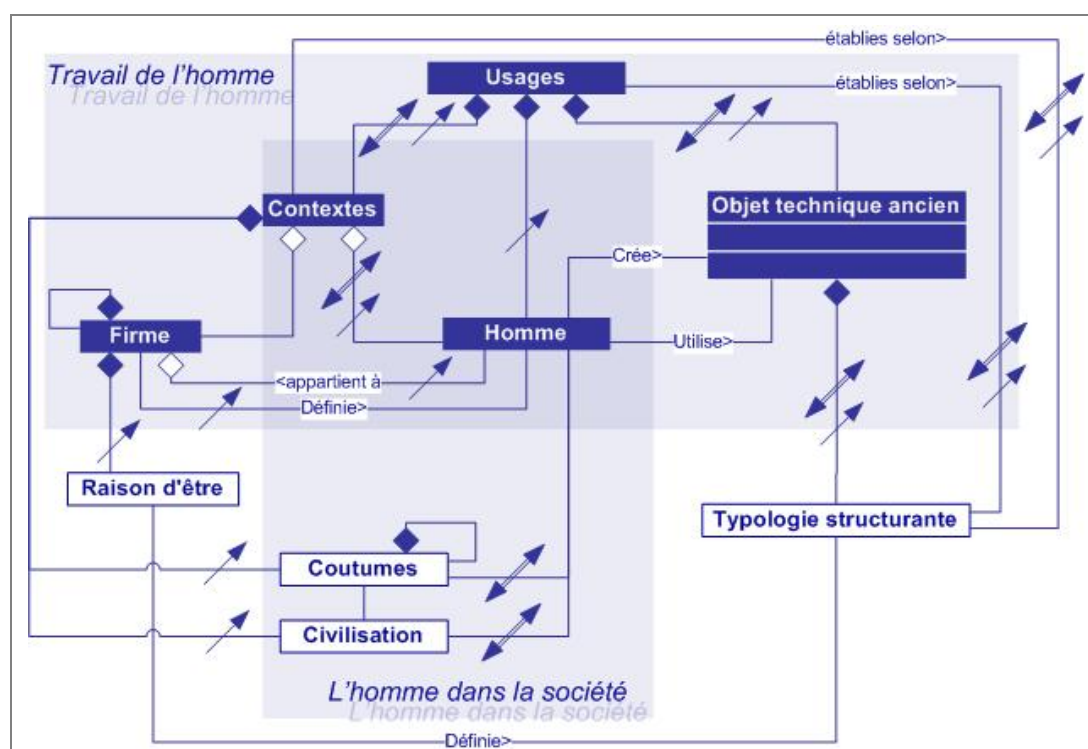 établies selon>
Travail de l'homme
Travail de l'homme
Usages
établies selon>
Contextes
Objet technique ancien
Crée>
Firme
Homme
Utilise>
<appartient à
Définie>
Raison d'être
Typologie structurante
Coutumes
Civilisation
L'homme dans la société
L'homme dans la société
Définie>